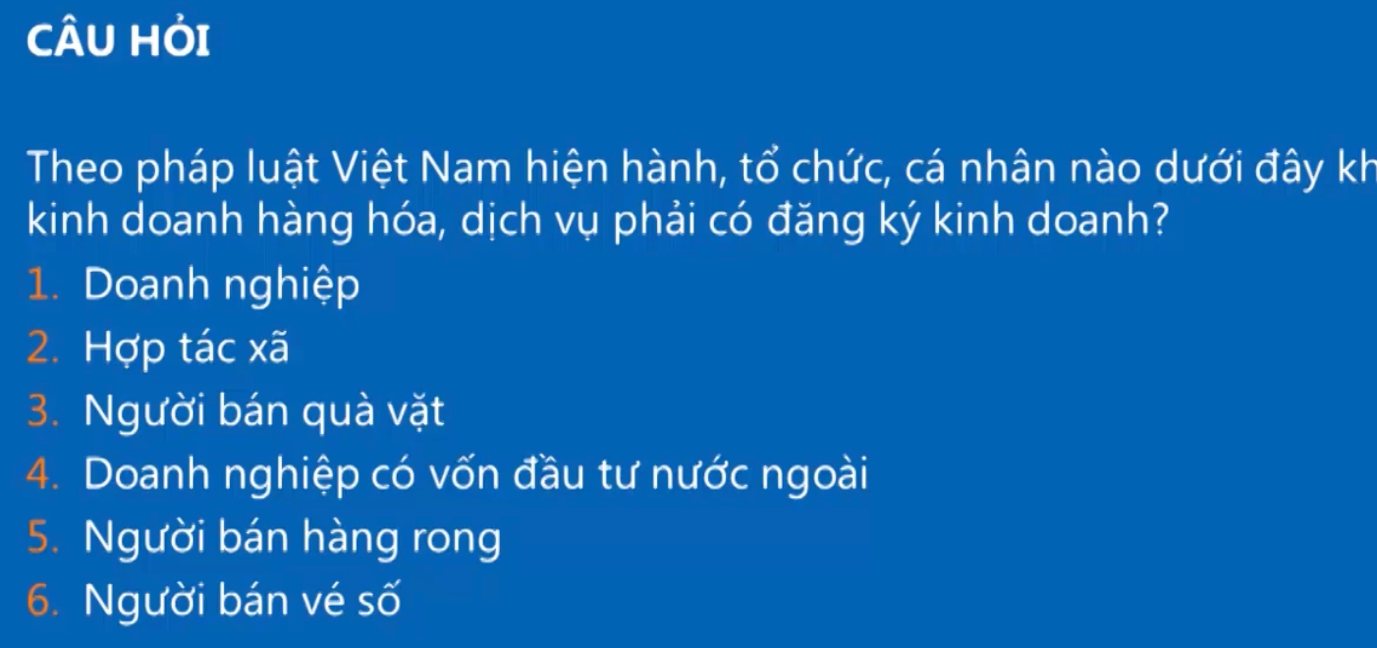 CÂU HỎI
Theo pháp luật Việt Nam hiện hành, tổ chức, cá nhân nào dưới đây kh
kinh doanh hàng hóa, dịch vụ phải có đăng ký kinh doanh?
1. Doanh nghiệp
2. Hợp tác xã
3. Người bán quà vặt
4. Doanh nghiệp có vốn đầu tư nước ngoài
5. Người bán hàng rong
6. Người bán vé số